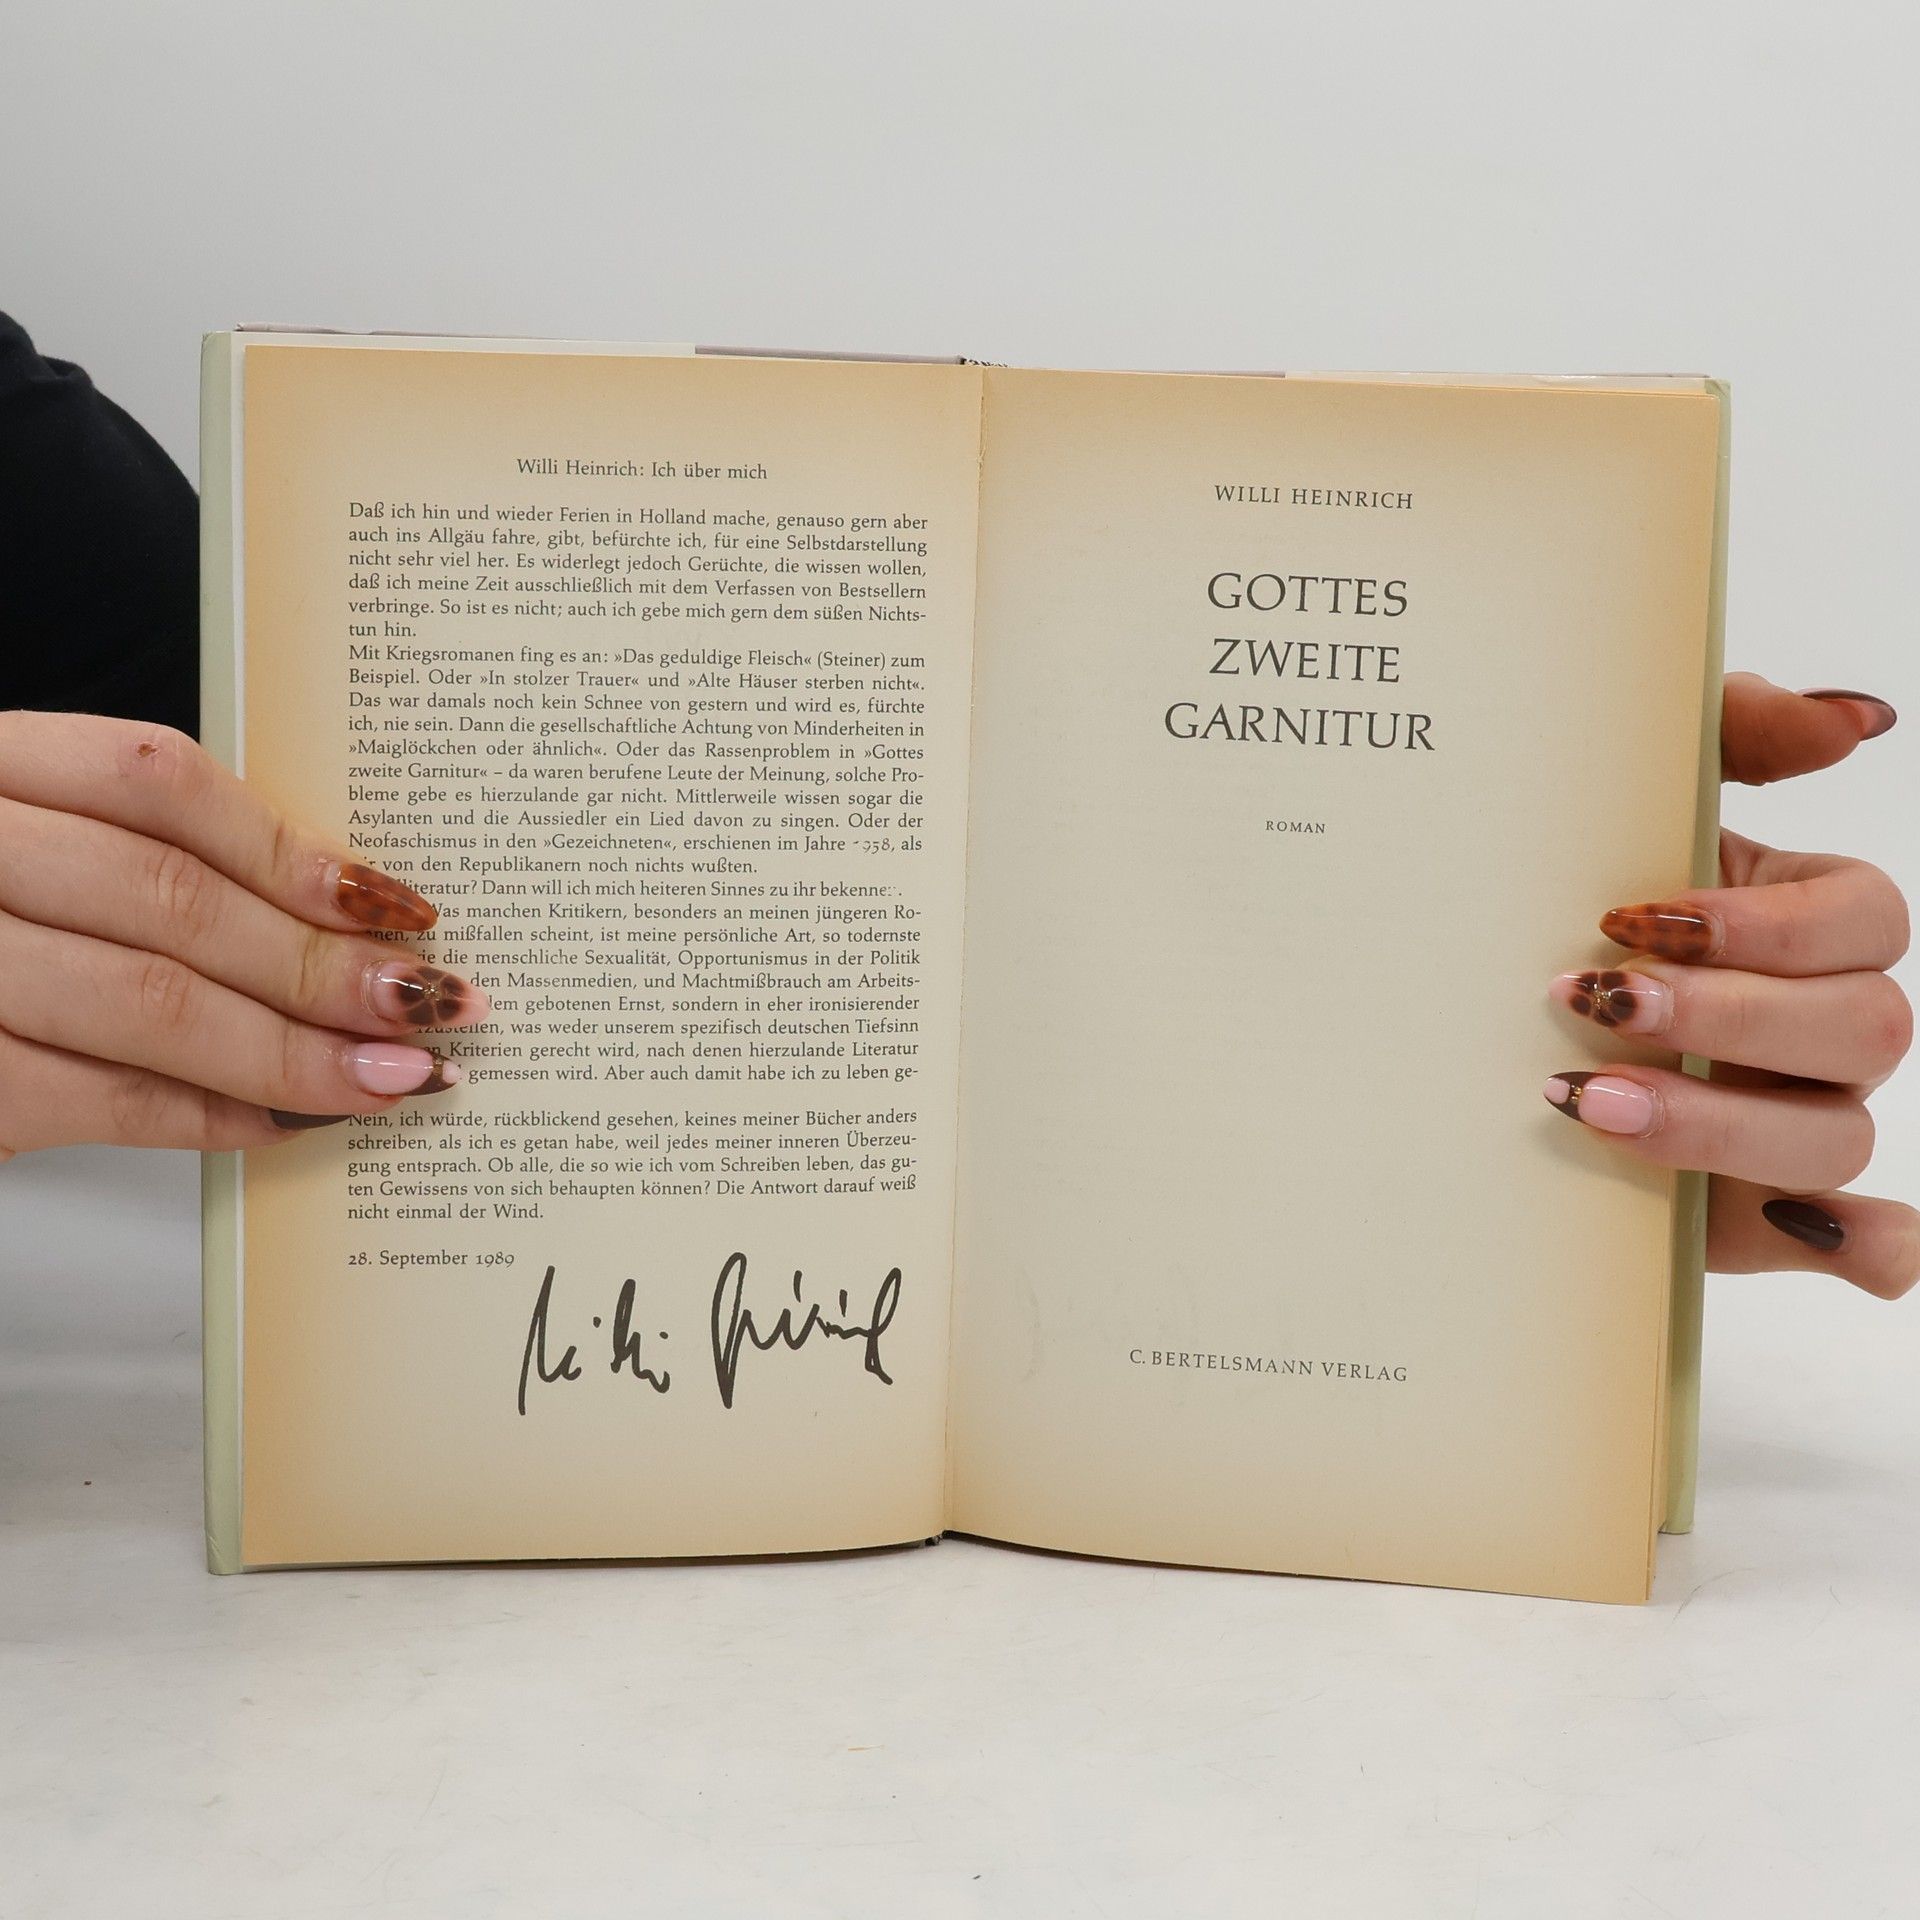 Willi Heinrich: Ich über mich
Daß ich hin und wieder Ferien in Holland mache, genauso gern aber
auch ins Allgäu fahre, gibt, befürchte ich, für eine Selbstdarstellung
nicht sehr viel her. Es widerlegt jedoch Gerüchte, die wissen wollen,
daß ich meine Zeit ausschließlich mit dem Verfassen von Bestsellern
verbringe. So ist es nicht; auch ich gebe mich gern dem süßen Nichts-
tun hin.
Mit Kriegsromanen fing es an: »Das geduldige Fleisch« (Steiner) zum
Beispiel. Oder »In stolzer Trauer« und »Alte Häuser sterben nicht«.
Das war damals noch kein Schnee von gestern und wird es, fürchte
ich, nie sein. Dann die gesellschaftliche Achtung von Minderheiten in
»Maiglöckchen oder ähnlich«. Oder das Rassenproblem in »Gottes
zweite Garnitur« – da waren berufene Leute der Meinung, solche Pro-
bleme gebe es hierzulande gar nicht. Mittlerweile wissen sogar die
Asylanten und die Aussiedler ein Lied davon zu singen. Oder der
Neofaschismus in den »Gezeichneten«, erschienen im Jahre 1958, als
von den Republikanern noch nichts wußten.
literatur? Dann will ich mich heiteren Sinnes zu ihr bekennen.
Was manchen Kritikern, besonders an meinen jüngeren Ro-
zu mißfallen scheint, ist meine persönliche Art, so todernste
die menschliche Sexualität, Opportunismus in der Politik
den Massenmedien, und Machtmißbrauch am Arbeits-
dem gebotenen Ernst, sondern in eher ironisierender
was weder unserem spezifisch deutschen Tiefsinn
Kriterien gerecht wird, nach denen hierzulande Literatur
gemessen wird. Aber auch damit habe ich zu leben ge-
Nein, ich würde, rückblickend gesehen, keines meiner Bücher anders
schreiben, als ich es getan habe, weil jedes meiner inneren Überzeu-
gung entsprach. Ob alle, die so wie ich vom Schreiben leben, das gu-
ten Gewissens von sich behaupten können? Die Antwort darauf weiß
nicht einmal der Wind.
28. September 1989
Willi Heinrich
WILLI HEINRICH
GOTTES
ZWEITE
GARNITUR
ROMAN
C. BERTELSMANN VERLAG